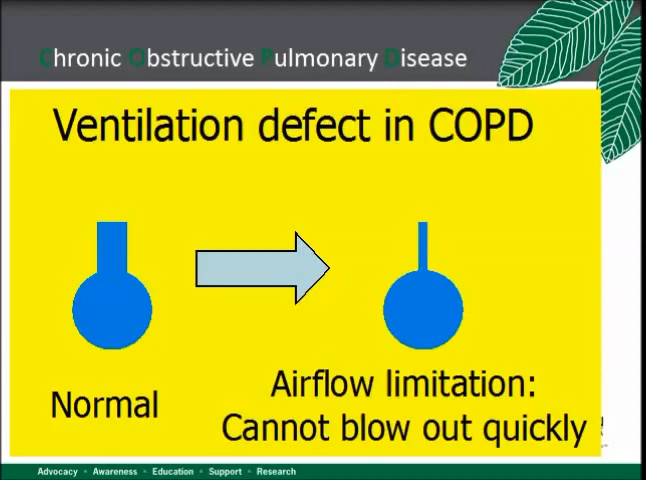 Chronic Obstructive Pulmonary Disease
Ventilation defect in COPD
Normal
Airflow limitation:
Cannot blow out quickly
Advocacy • Awareness • Education • Support • Research